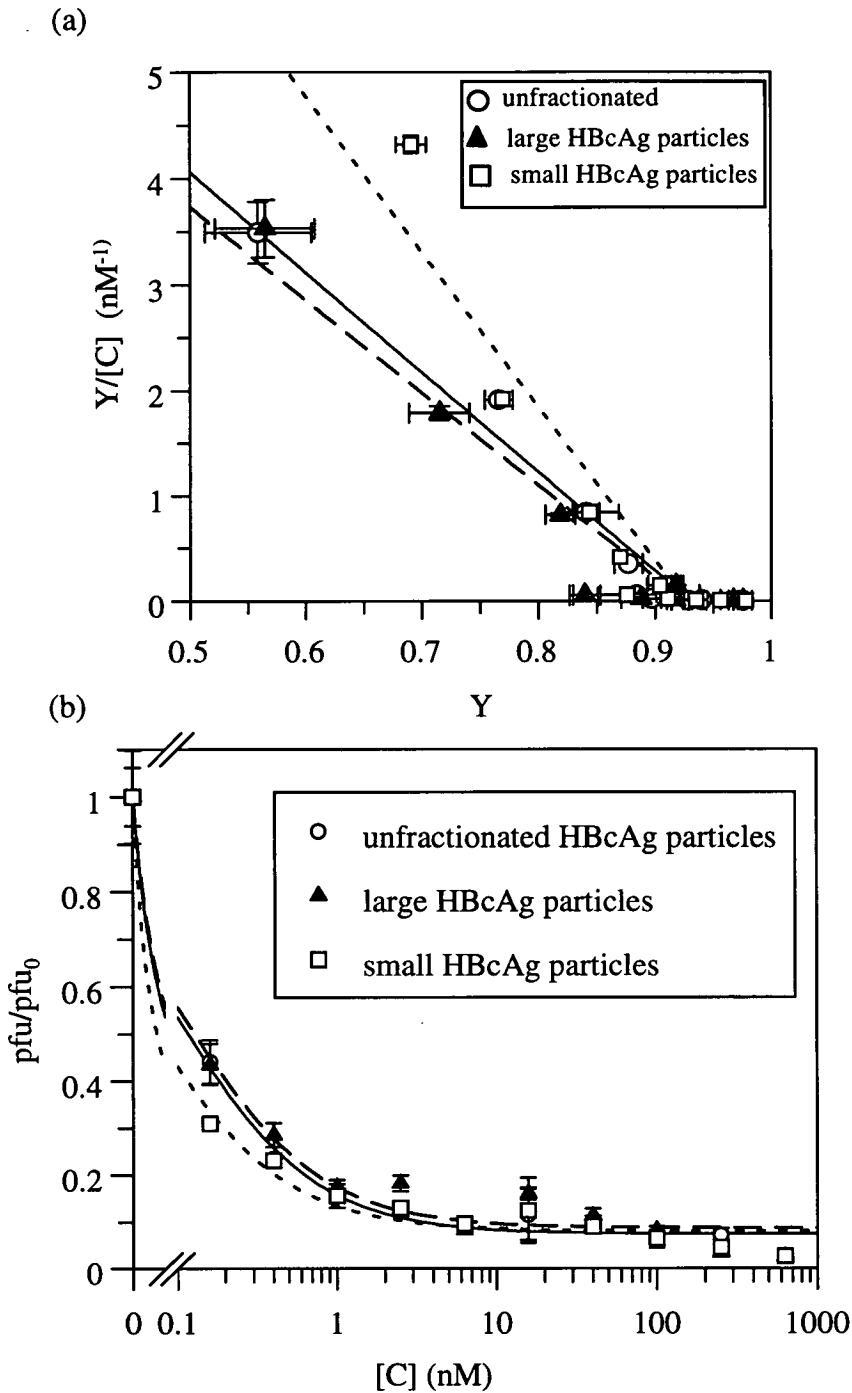 (a)
5
4
3
2
1
0
Y/[C] (nM⁻¹)
unfractionated
large HBcAg particles
small HBcAg particles
0.5
0.6
0.7
0.8
0.9
1
Y
(b)
1
0.8
0.6
0.4
0.2
0
pfu/pfu₀
unfractionated HBcAg particles
large HBcAg particles
small HBcAg particles
0
0.1
1
10
100
1000
[C] (nM)